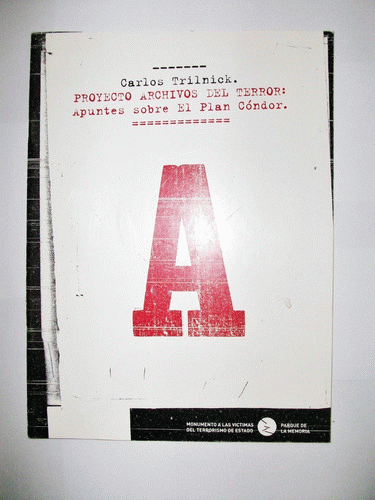 -------
Carlos Trilnick.
PROYECTO ARCHIVOS DEL TERROR:
Apuntes sobre El Plan Cóndor.
=============
A
MONUMENTO A LAS VÍCTIMAS
DEL TERRORISMO DE ESTADO
PARQUE DE
LA MEMORIA